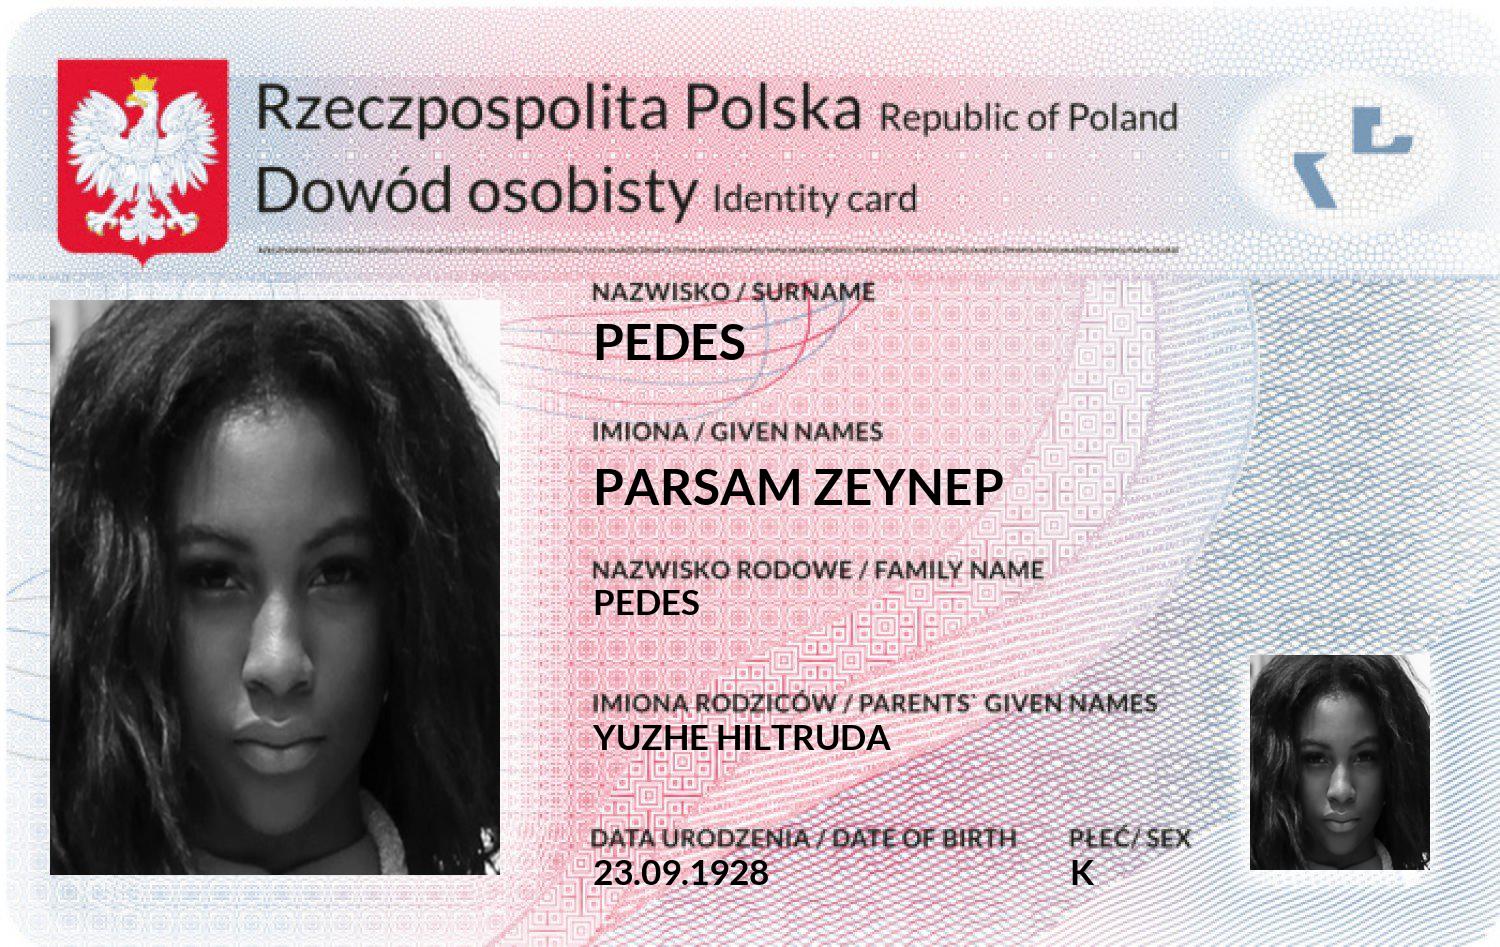 Rzeczpospolita Polska Republic of Poland
Dowód osobisty Identity card
NAZWISKO / SURNAME
PEDES
IMIONA / GIVEN NAMES
PARSAM ZEYNEP
NAZWISKO RODOWE / FAMILY NAME
PEDES
IMIONA RODZICÓW / PARENTS` GIVEN NAMES
YUZHE HILTRUDA
DATA URODZENIA / DATE OF BIRTH PŁEĆ/ SEX
23.09.1928 K